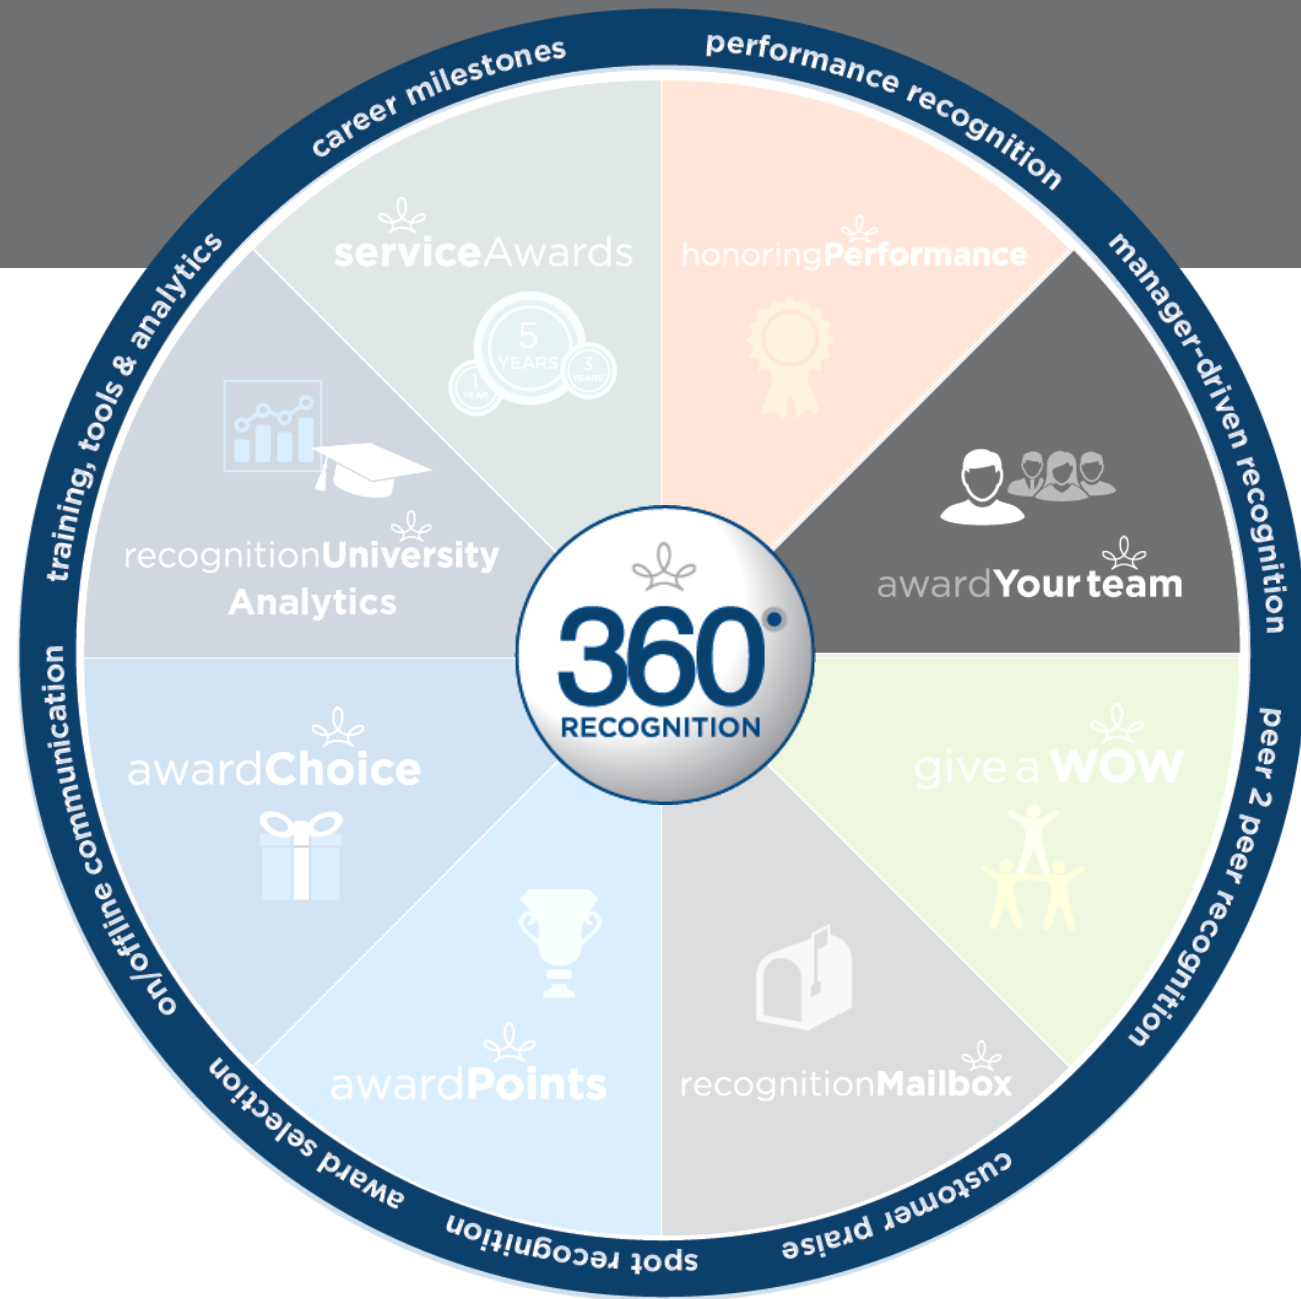 career milestones
performance recognition
manager-driven recognition
peer 2 peer recognition
customer praise
spot recognition
award selection
on/offline communication
training, tools & analytics
serviceAwards
5
YEARS
1
YEAR
3
YEARS
honoringPerformance
awardYourteam
give a WOW
recognitionMailbox
awardPoints
awardChoice
recognitionUniversity
Analytics
360°
RECOGNITION